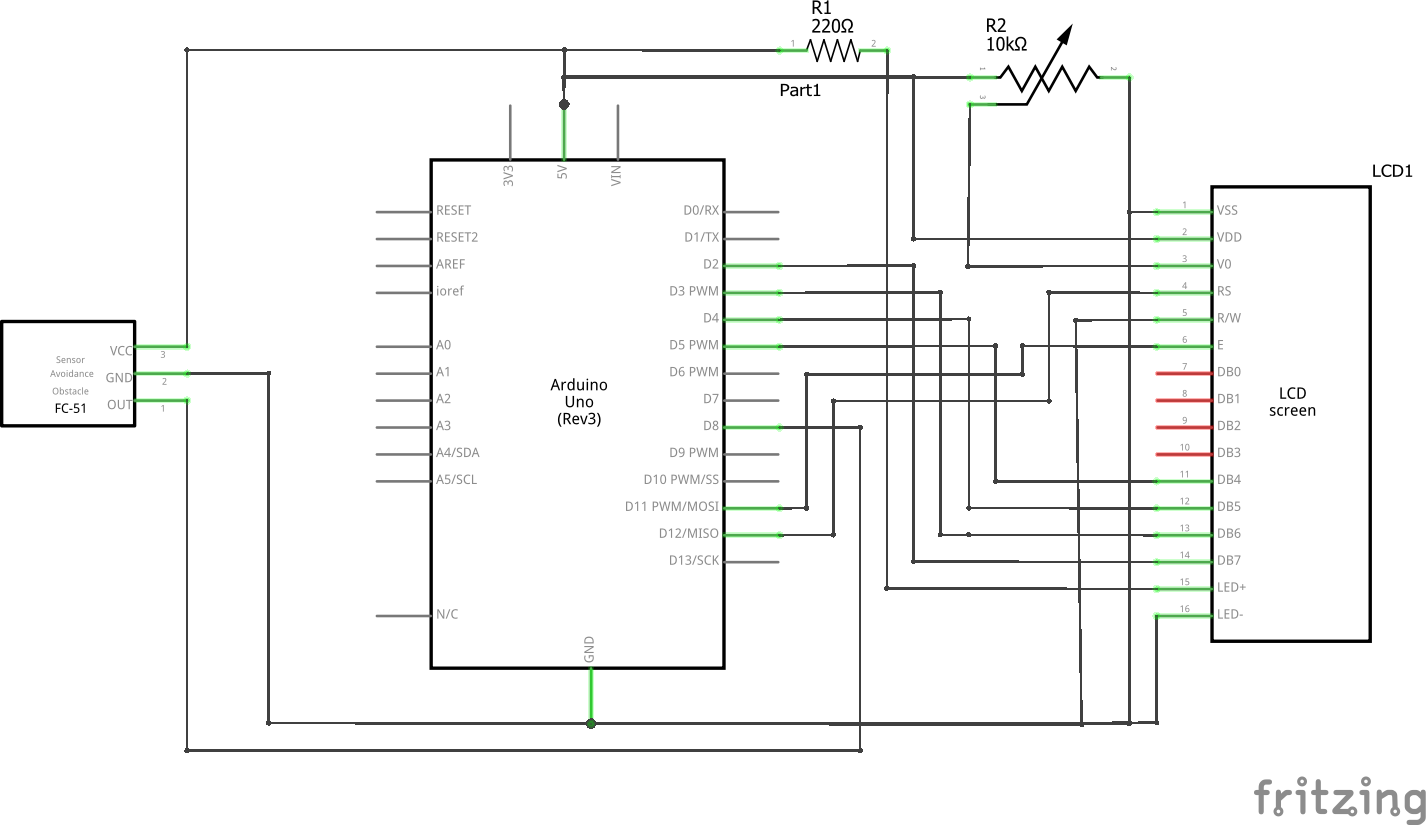 R1
220Ω
1
2
Part1
R2
10kΩ
1
2
3
LCD1
3V3
5V
VIN
RESET
RESET2
AREF
ioref
A0
A1
A2
A3
A4/SDA
A5/SCL
N/C
D0/RX
D1/TX
D2
D3 PWM
D4
D5 PWM
D6 PWM
D7
D8
D9 PWM
D10 PWM/SS
D11 PWM/MOSI
D12/MISO
D13/SCK
GND
Arduino
Uno
(Rev3)
Sensor
Avoidance
Obstacle
FC-51
VCC
3
GND
2
OUT
1
1 VSS
2 VDD
3 V0
4 RS
5 R/W
6 E
7 DB0
8 DB1
9 DB2
10 DB3
11 DB4
12 DB5
13 DB6
14 DB7
15 LED+
16 LED-
LCD
screen
fritzing